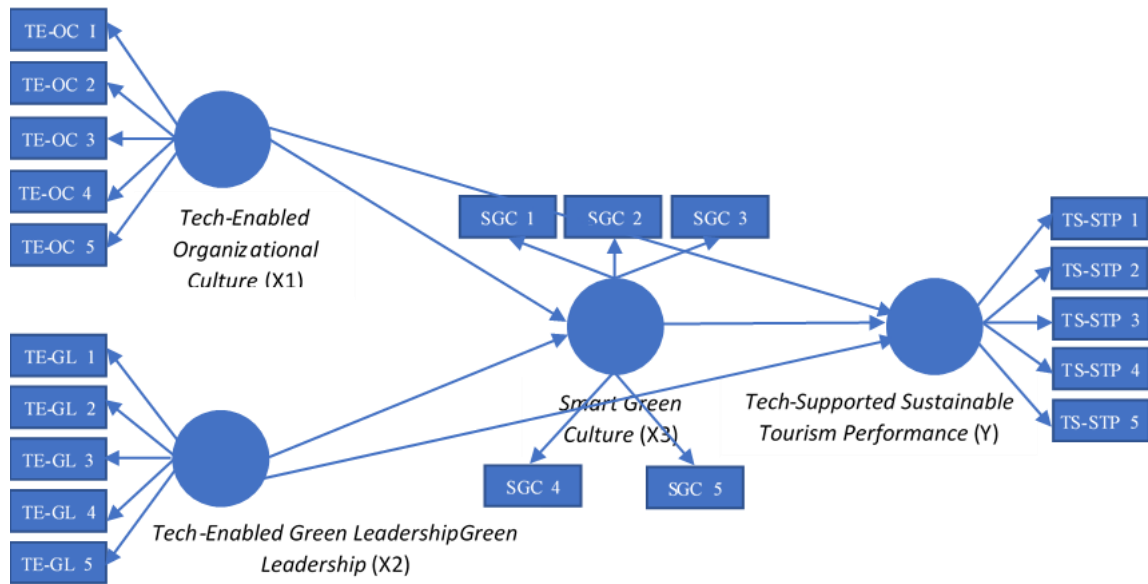 TE-OC 1
TE-OC 2
TE-OC 3
TE-OC 4
TE-OC 5
Tech-Enabled
Organizational
Culture (X1)
SGC 1
SGC 2
SGC 3
TS-STP 1
TS-STP 2
TS-STP 3
TS-STP 4
TS-STP 5
TE-GL 1
TE-GL 2
TE-GL 3
TE-GL 4
TE-GL 5
Smart Green
Culture (X3)
Tech-Supported Sustainable
Tourism Performance (Y)
SGC 4
SGC 5
Tech-Enabled Green LeadershipGreen
Leadership (X2)